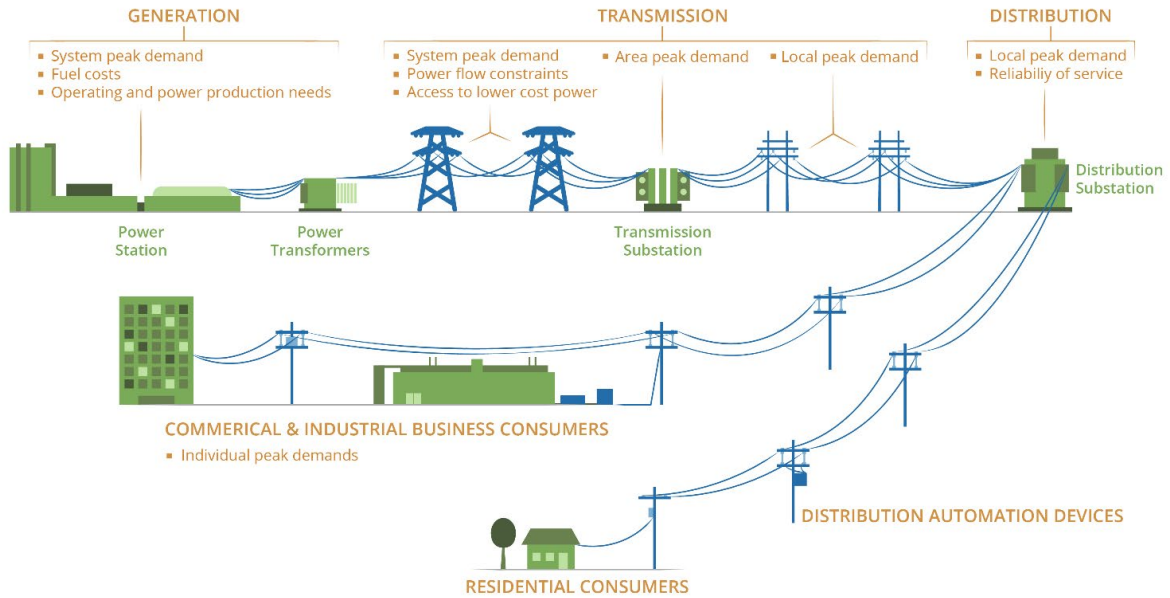 GENERATION
▪ System peak demand
▪ Fuel costs
▪ Operating and power production needs
TRANSMISSION
▪ System peak demand
▪ Power flow constraints
▪ Access to lower cost power
▪ Area peak demand
▪ Local peak demand
DISTRIBUTION
▪ Local peak demand
▪ Reliabiliy of service
Power
Station
Power
Transformers
Transmission
Substation
Distribution
Substation
COMMERICAL & INDUSTRIAL BUSINESS CONSUMERS
▪ Individual peak demands
DISTRIBUTION AUTOMATION DEVICES
RESIDENTIAL CONSUMERS